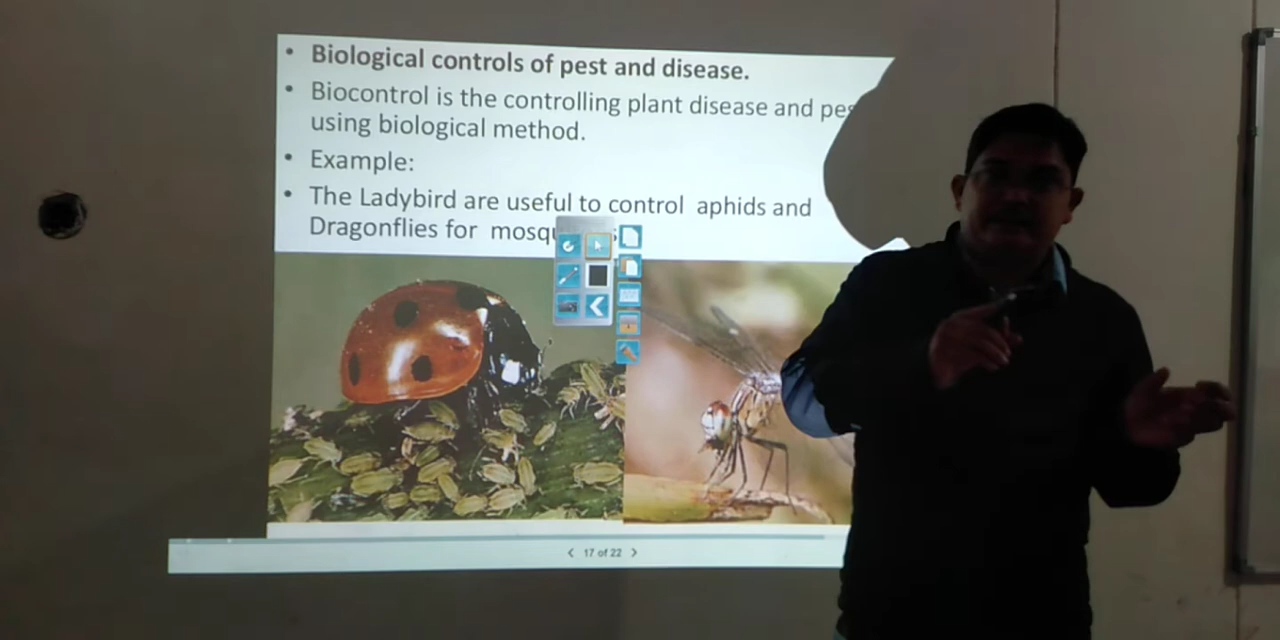 • Biological controls of pest and disease.
• Biocontrol is the controlling plant disease and
using biological method.
• Example:
• The Ladybird are useful to control aphids and
Dragonflies for
17 of 22